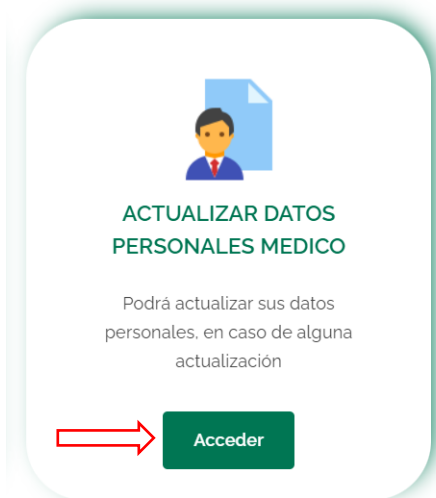 ACTUALIZAR DATOS
PERSONALES MEDICO
Podrá actualizar sus datos
personales, en caso de alguna
actualización
Acceder